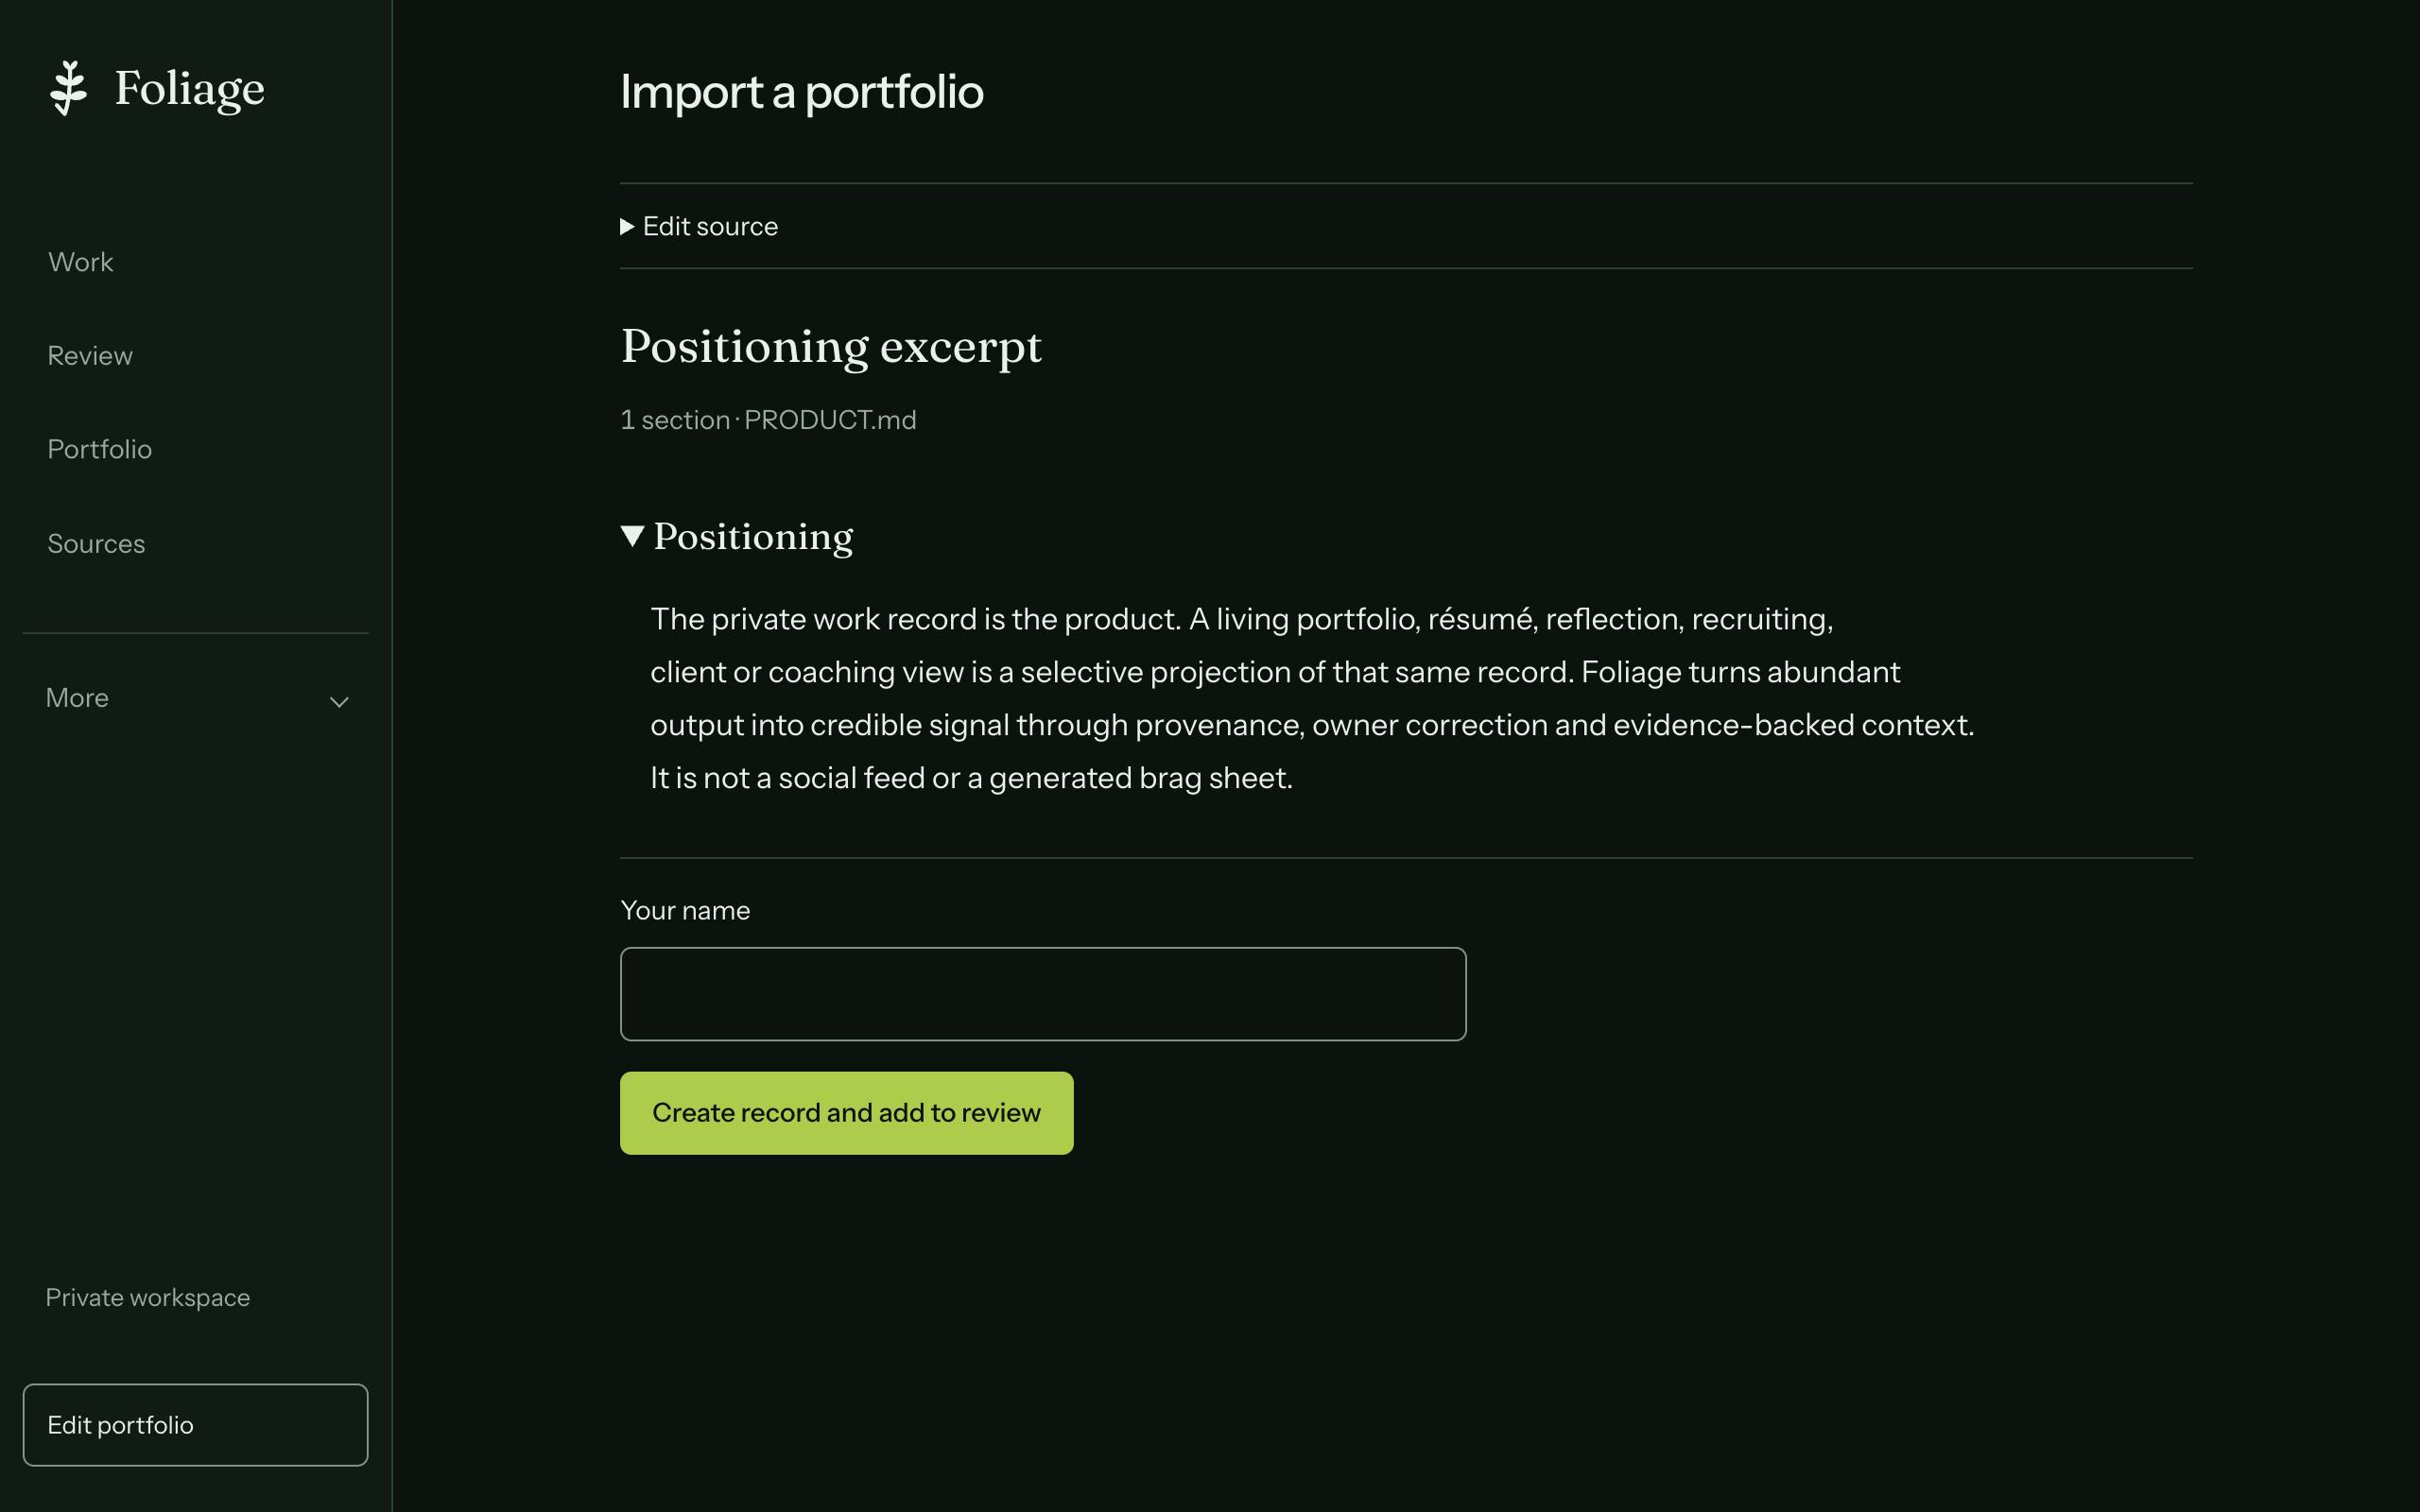 Foliage
Work
Review
Portfolio
Sources
More
Private workspace
Edit portfolio
Import a portfolio
Edit source
Positioning excerpt
1 section · PRODUCT.md
Positioning
The private work record is the product. A living portfolio, résumé, reflection, recruiting,
client or coaching view is a selective projection of that same record. Foliage turns abundant
output into credible signal through provenance, owner correction and evidence-backed context.
It is not a social feed or a generated brag sheet.
Your name
Create record and add to review